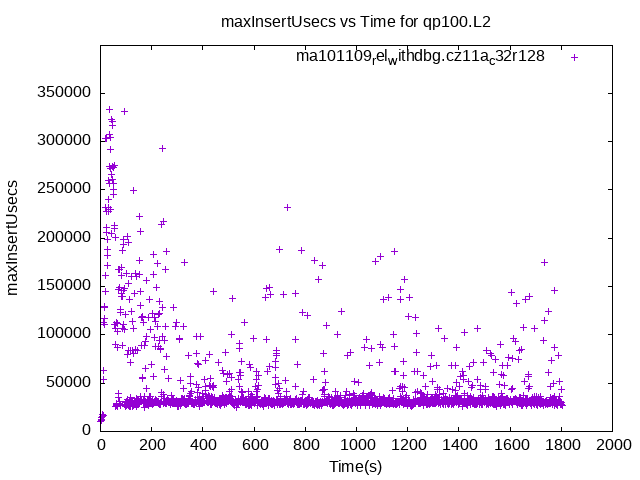 maxInsertUsecs vs Time for qp100.L2
ma101109relwithdbg.cz11ac32r128
350000
300000
250000
200000
150000
100000
50000
0
maxInsertUsecs
0 200 400 600 800 1000 1200 1400 1600 1800 2000
Time(s)